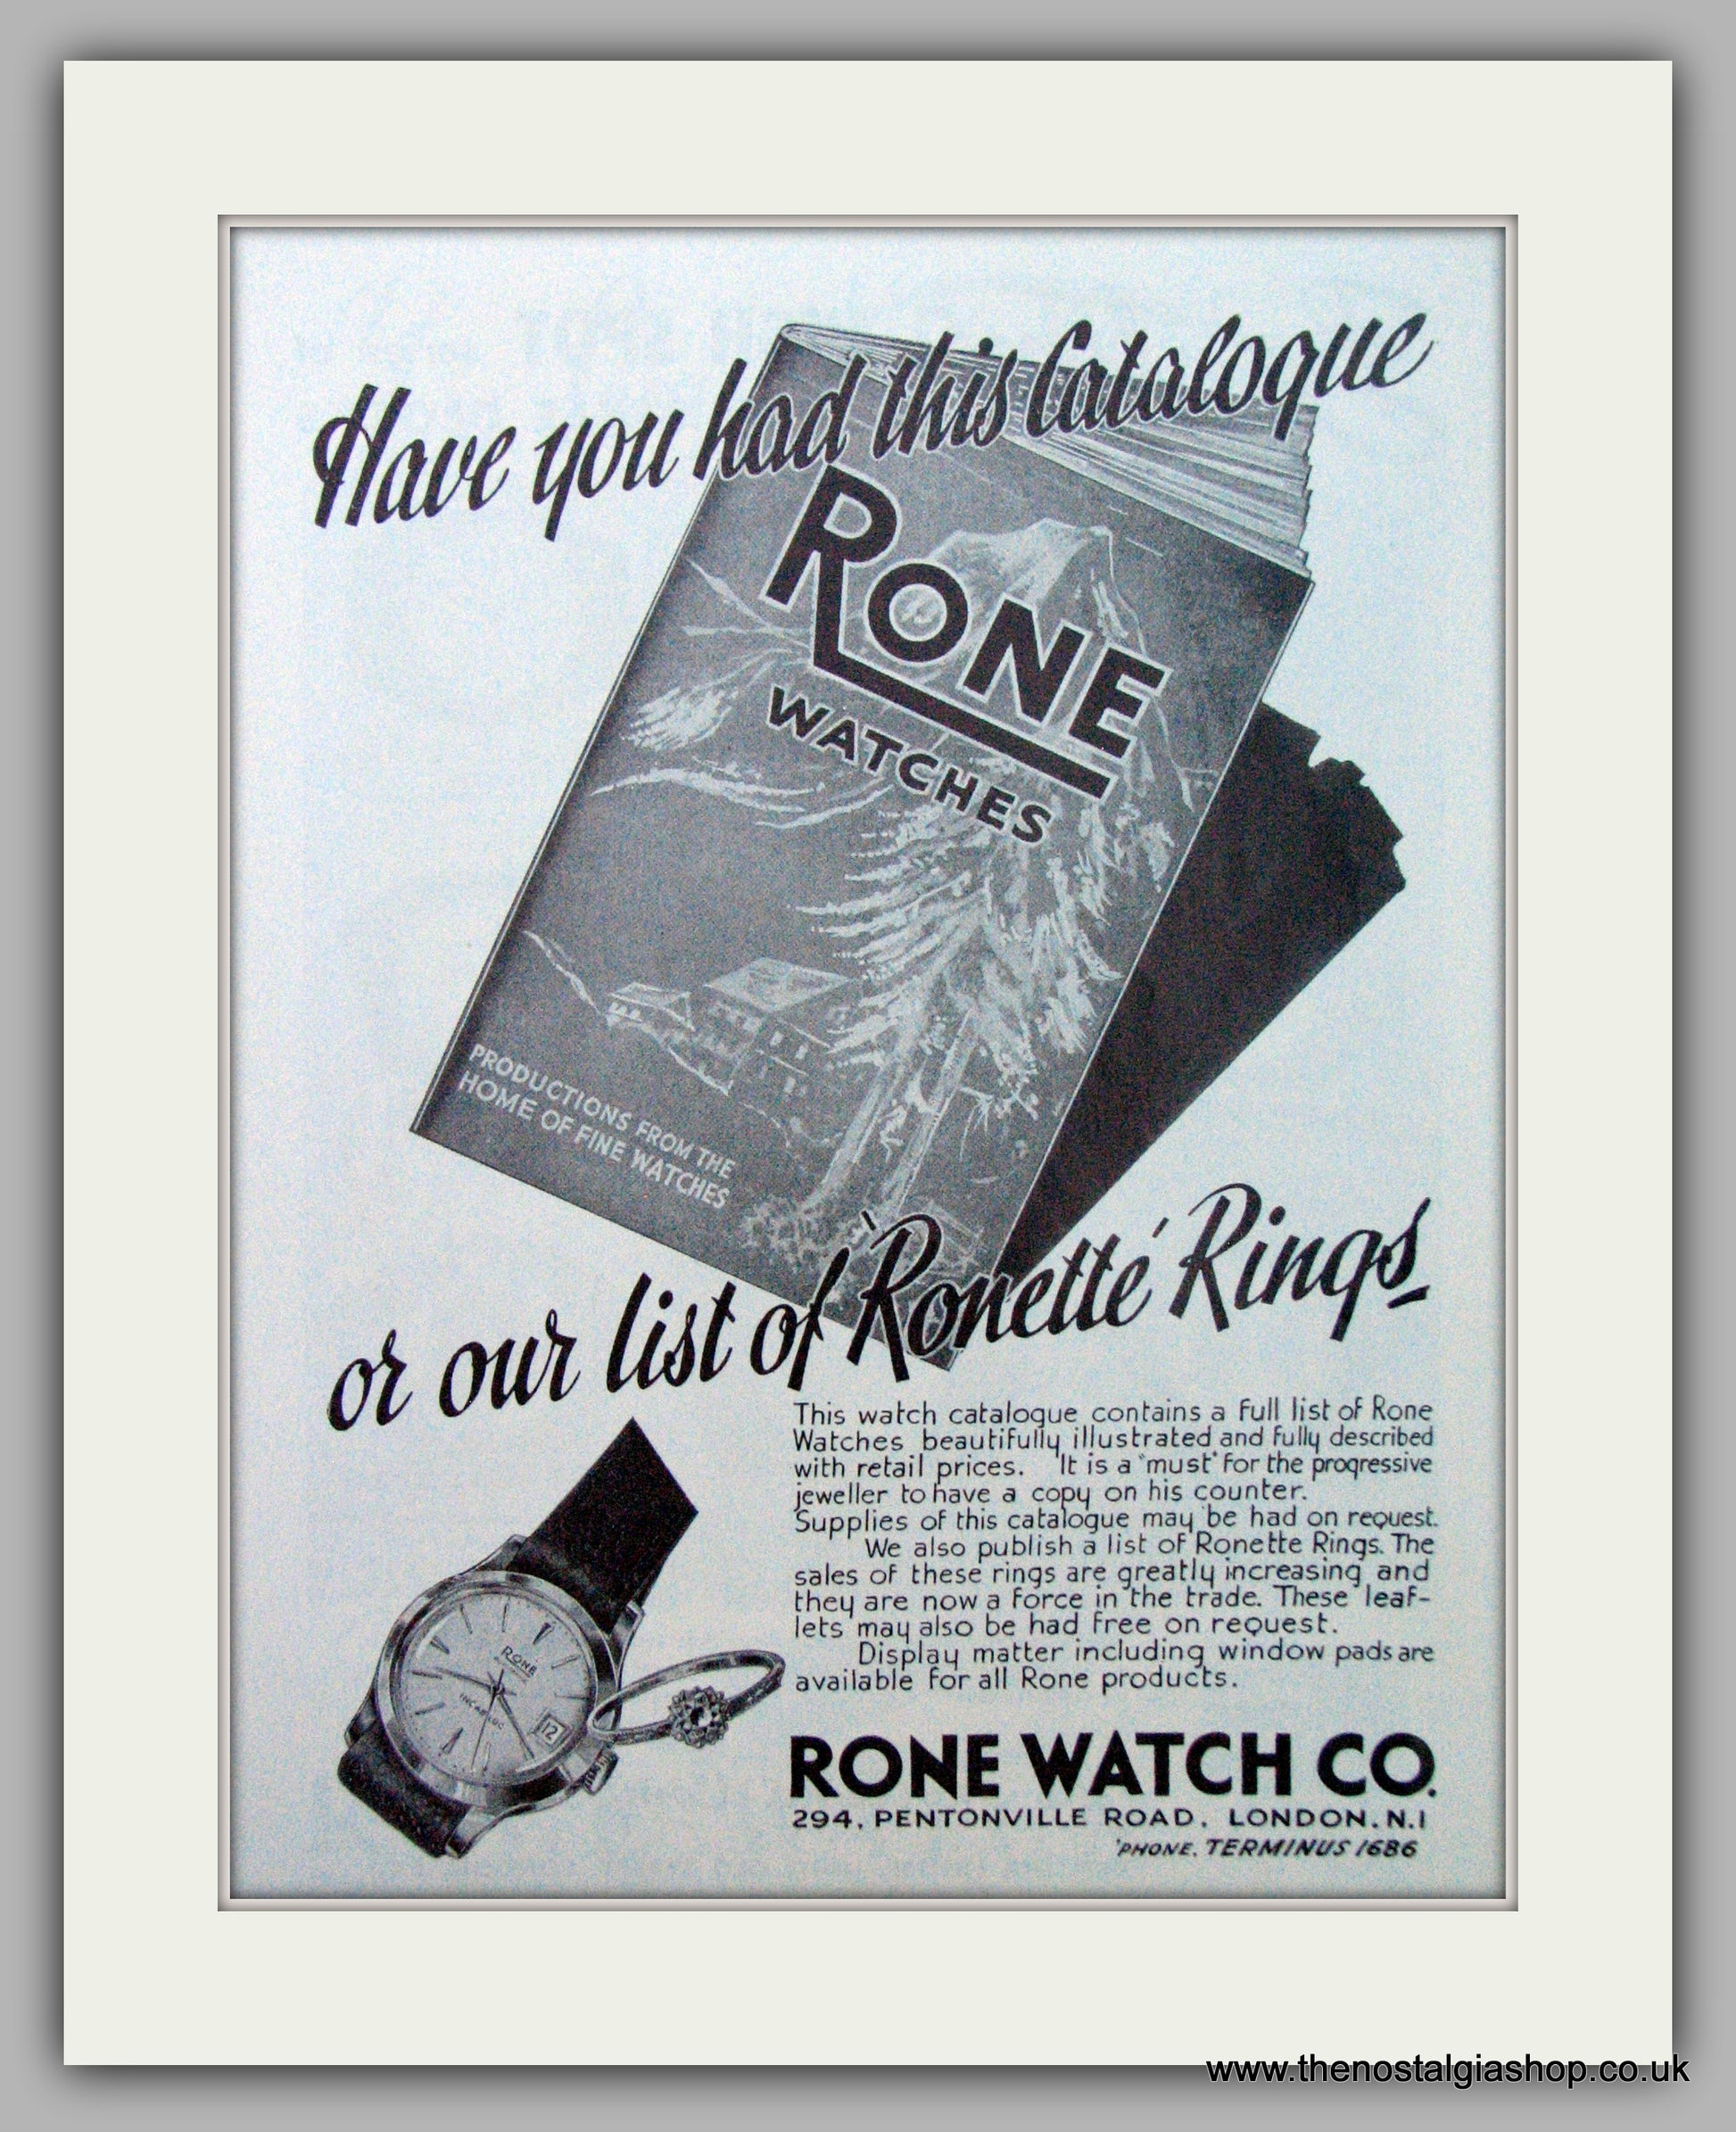 Have you had this Catalogue
RONE
WATCHES
PRODUCTIONS FROM THE
HOME OF FINE WATCHES
or our list of 'Ronette' Rings
This watch catalogue contains a full list of Rone
Watches beautifully illustrated and fully described
with retail prices. It is a "must" for the progressive
jeweller to have a copy on his counter.
Supplies of this catalogue may be had on request.
We also publish a list of Ronette Rings. The
sales of these rings are greatly increasing and
they are now a force in the trade. These leaf-
lets may also be had free on request.
Display matter including window pads are
available for all Rone products.
RONE
INCABLOC
12
RONE WATCH CO.
294, PENTONVILLE ROAD, LONDON. N.1
'PHONE. TERMINUS 1686
www.thenostalgiashop.co.uk